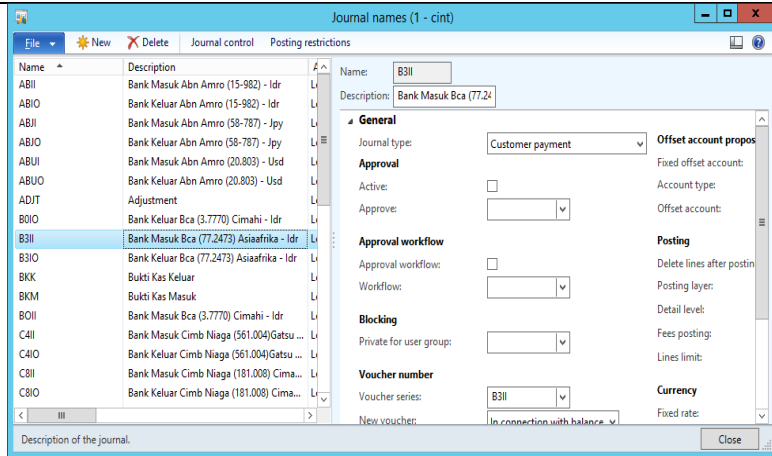 Journal names (1 - cint)
File New Delete Journal control Posting restrictions
Name Description
ABII Bank Masuk Abn Amro (15-982) - Idr
ABIO Bank Keluar Abn Amro (15-982) - Idr
ABJI Bank Masuk Abn Amro (58-787) - Jpy
ABJO Bank Keluar Abn Amro (58-787) - Jpy
ABUI Bank Masuk Abn Amro (20.803) - Usd
ABUO Bank Keluar Abn Amro (20.803) - Usd
ADJT Adjustment
B0IO Bank Keluar Bca (3.7770) Cimahi - Idr
B3II Bank Masuk Bca (77.2473) Asiaafrika - Idr
B3IO Bank Keluar Bca (77.2473) Asiaafrika - Idr
BKK Bukti Kas Keluar
BKM Bukti Kas Masuk
BOII Bank Masuk Bca (3.7770) Cimahi - Idr
C4II Bank Masuk Cimb Niaga (561.004)Gatsu ...
C4IO Bank Keluar Cimb Niaga (561.004)Gatsu ...
C8II Bank Masuk Cimb Niaga (181.008) Cima...
C8IO Bank Keluar Cimb Niaga (181.008) Cima...
Name: B3II
Description: Bank Masuk Bca (77.24
General
Journal type: Customer payment
Approval
Active:
Approve:
Approval workflow
Approval workflow:
Workflow:
Blocking
Private for user group:
Voucher number
Voucher series: B3II
New voucher: In connection with balance
Offset account propos
Fixed offset account:
Account type:
Offset account:
Posting
Delete lines after postin
Posting layer:
Detail level:
Fees posting:
Lines limit:
Currency
Fixed rate:
Description of the journal.
Close